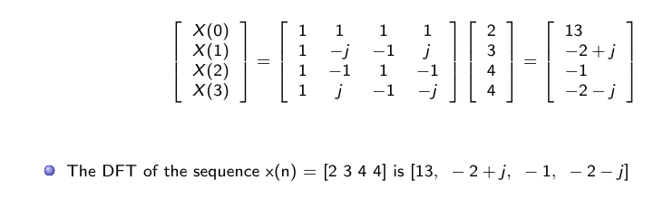 [ X(0) ] [ 1 1 1 1 ] [ 2 ] [ 13 ]
[ X(1) ] = [ 1 −j −1 j ] [ 3 ] = [ −2 + j ]
[ X(2) ] [ 1 −1 1 −1 ] [ 4 ] [ −1 ]
[ X(3) ] [ 1 j −1 −j ] [ 4 ] [ −2 − j ]
The DFT of the sequence x(n) = [2 3 4 4] is [13, − 2 + j, − 1, − 2 − j]